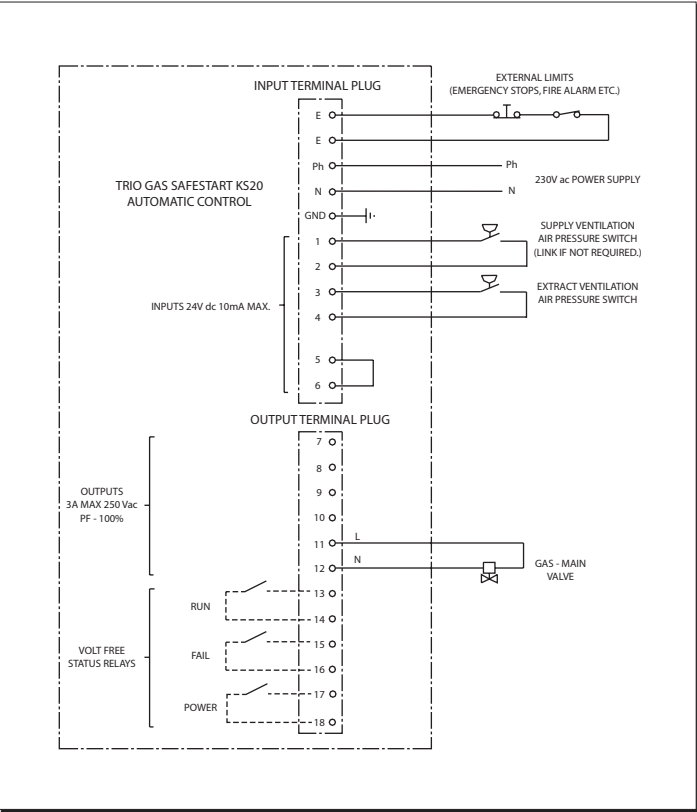 INPUT TERMINAL PLUG
EXTERNAL LIMITS
(EMERGENCY STOPS, FIRE ALARM ETC.)
E
E
TRIO GAS SAFESTART KS20
AUTOMATIC CONTROL
Ph
Ph
N
N
230V ac POWER SUPPLY
GND
SUPPLY VENTILATION
AIR PRESSURE SWITCH
(LINK IF NOT REQUIRED.)
1
2
INPUTS 24V dc 10mA MAX.
3
4
EXTRACT VENTILATION
AIR PRESSURE SWITCH
5
6
OUTPUT TERMINAL PLUG
7
8
9
10
OUTPUTS
3A MAX 250 Vac
PF - 100%
11
L
12
N
GAS - MAIN
VALVE
13
RUN
14
VOLT FREE
STATUS RELAYS
15
FAIL
16
17
POWER
18